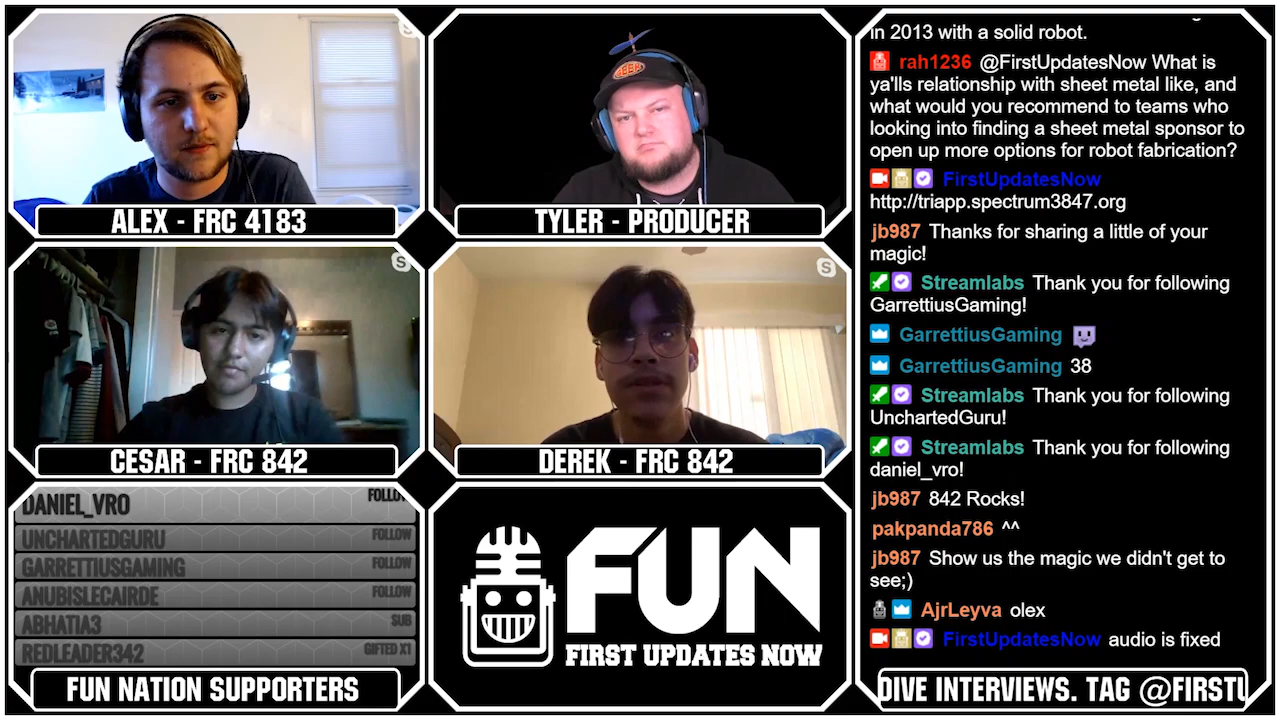 ALEX - FRC 4183
TYLER - PRODUCER
CESAR - FRC 842
DEREK - FRC 842
DANIEL_VRO FOLLOW
UNCHARTEDGURU FOLLOW
GARRETTIUSGAMING FOLLOW
ANUBISLECAIRDE FOLLOW
ABHATIA3 SUB
REDLEADER342 GIFTED X1
FUN NATION SUPPORTERS
FUN
FIRST UPDATES NOW
in 2013 with a solid robot.
rah1236 @FirstUpdatesNow What is
ya'lls relationship with sheet metal like, and
what would you recommend to teams who
looking into finding a sheet metal sponsor to
open up more options for robot fabrication?
FirstUpdatesNow
http://triapp.spectrum3847.org
jb987 Thanks for sharing a little of your
magic!
Streamlabs Thank you for following
GarrettiusGaming!
GarrettiusGaming
GarrettiusGaming 38
Streamlabs Thank you for following
UnchartedGuru!
Streamlabs Thank you for following
daniel_vro!
jb987 842 Rocks!
pakpanda786 ^^
jb987 Show us the magic we didn't get to
see;)
AjrLeyva olex
FirstUpdatesNow audio is fixed
DIVE INTERVIEWS. TAG @FIRSTU